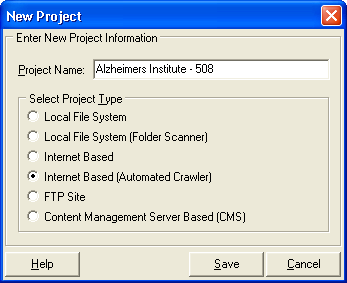 New Project
Enter New Project Information
Project Name: Alzheimers Institute - 508
Select Project Type
Local File System
Local File System (Folder Scanner)
Internet Based
Internet Based (Automated Crawler)
FTP Site
Content Management Server Based (CMS)
Help Save Cancel